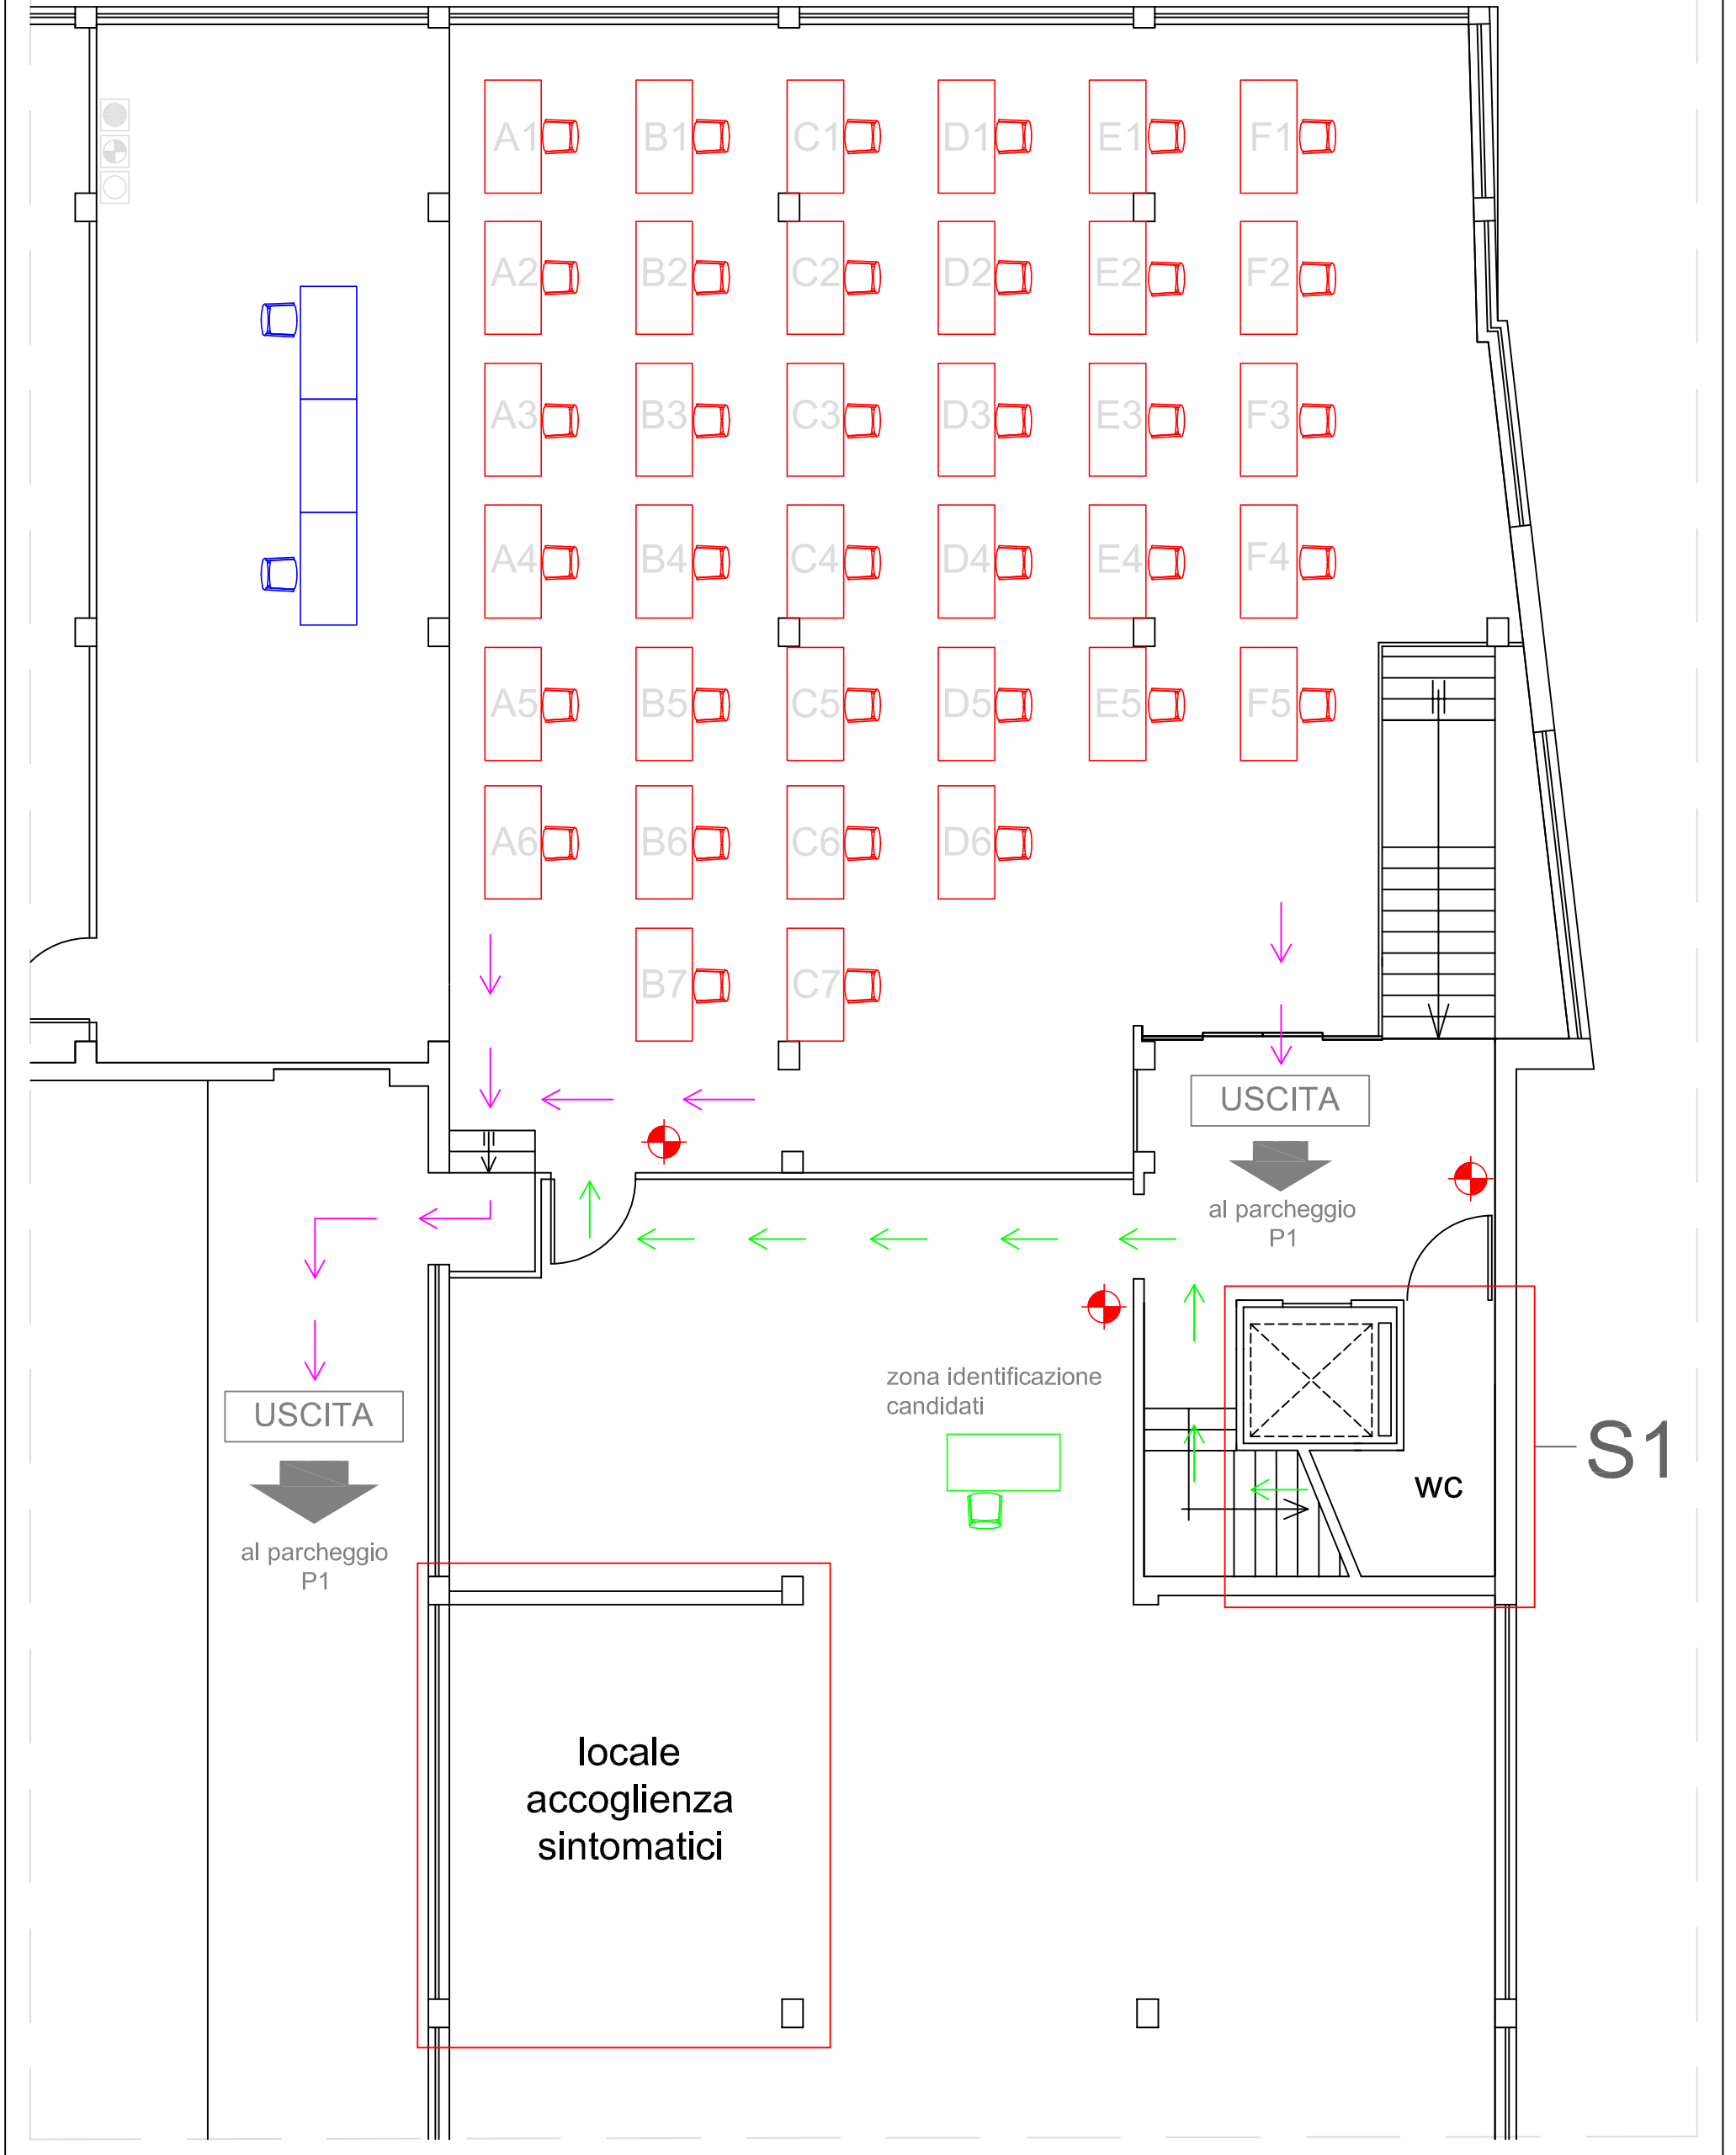 A1 B1 C1 D1 E1 F1
A2 B2 C2 D2 E2 F2
A3 B3 C3 D3 E3 F3
A4 B4 C4 D4 E4 F4
A5 B5 C5 D5 E5 F5
A6 B6 C6 D6
B7 C7
USCITA
al parcheggio
P1
zona identificazione
candidati
USCITA
al parcheggio
P1
S1
wc
locale
accoglienza
sintomatici